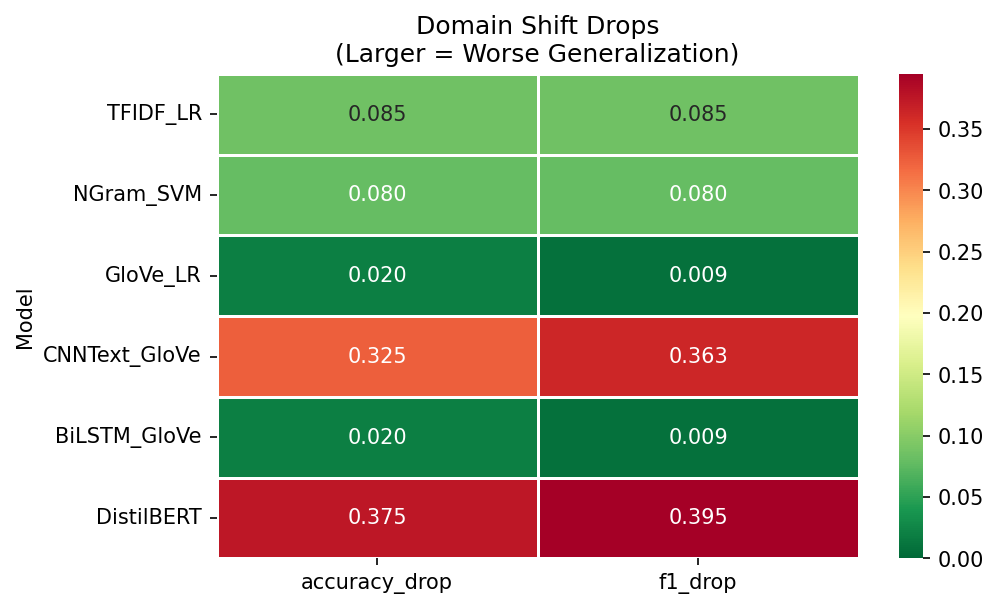 Domain Shift Drops
(Larger = Worse Generalization)
Model
TFIDF_LR 0.085 0.085
NGram_SVM 0.080 0.080
GloVe_LR 0.020 0.009
CNNText_GloVe 0.325 0.363
BiLSTM_GloVe 0.020 0.009
DistilBERT 0.375 0.395
accuracy_drop f1_drop
0.35
0.30
0.25
0.20
0.15
0.10
0.05
0.00